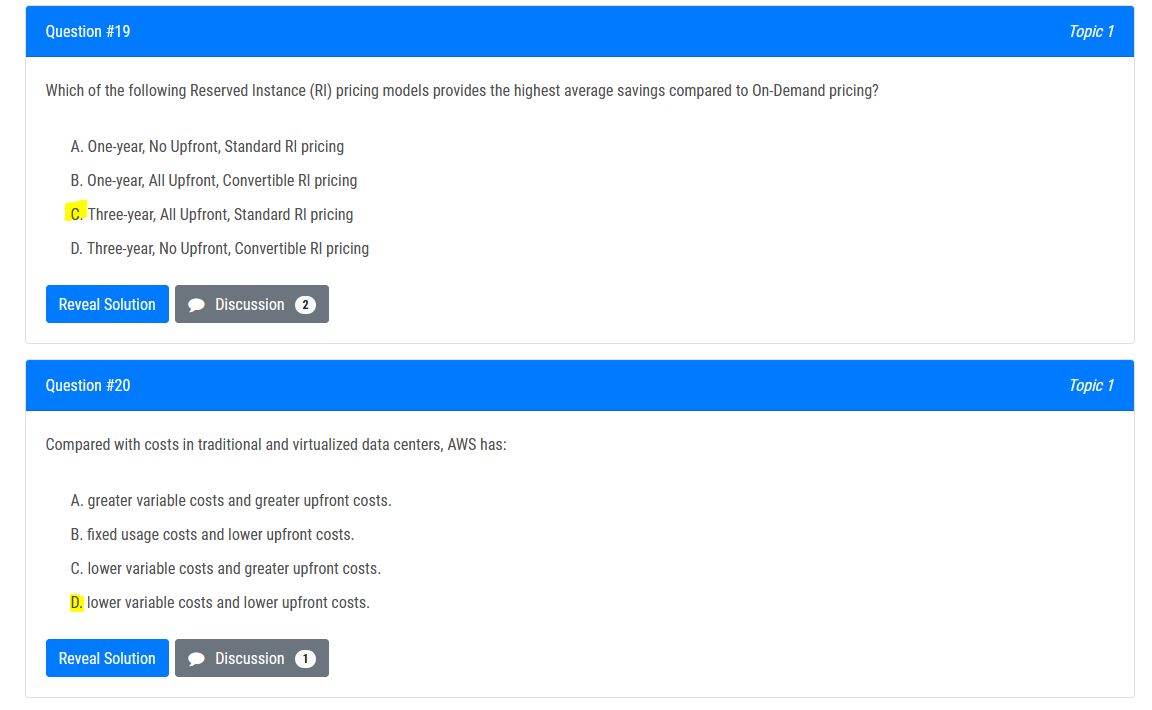 Question #19 Topic 1
Which of the following Reserved Instance (RI) pricing models provides the highest average savings compared to On-Demand pricing?
A. One-year, No Upfront, Standard RI pricing
B. One-year, All Upfront, Convertible RI pricing
C. Three-year, All Upfront, Standard RI pricing
D. Three-year, No Upfront, Convertible RI pricing
Reveal Solution Discussion 2
Question #20 Topic 1
Compared with costs in traditional and virtualized data centers, AWS has:
A. greater variable costs and greater upfront costs.
B. fixed usage costs and lower upfront costs.
C. lower variable costs and greater upfront costs.
D. lower variable costs and lower upfront costs.
Reveal Solution Discussion 1